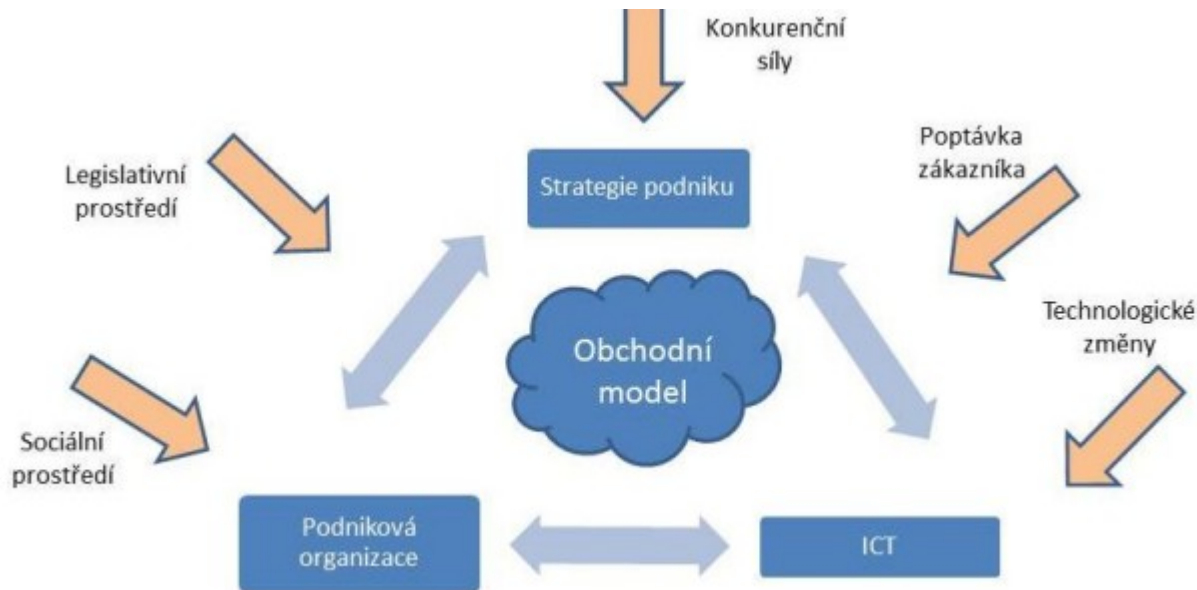 Konkurenční
síly
Poptávka
zákazníka
Legislativní
prostředí
Strategie podniku
Technologické
změny
Obchodní
model
Sociální
prostředí
Podniková
organizace
ICT